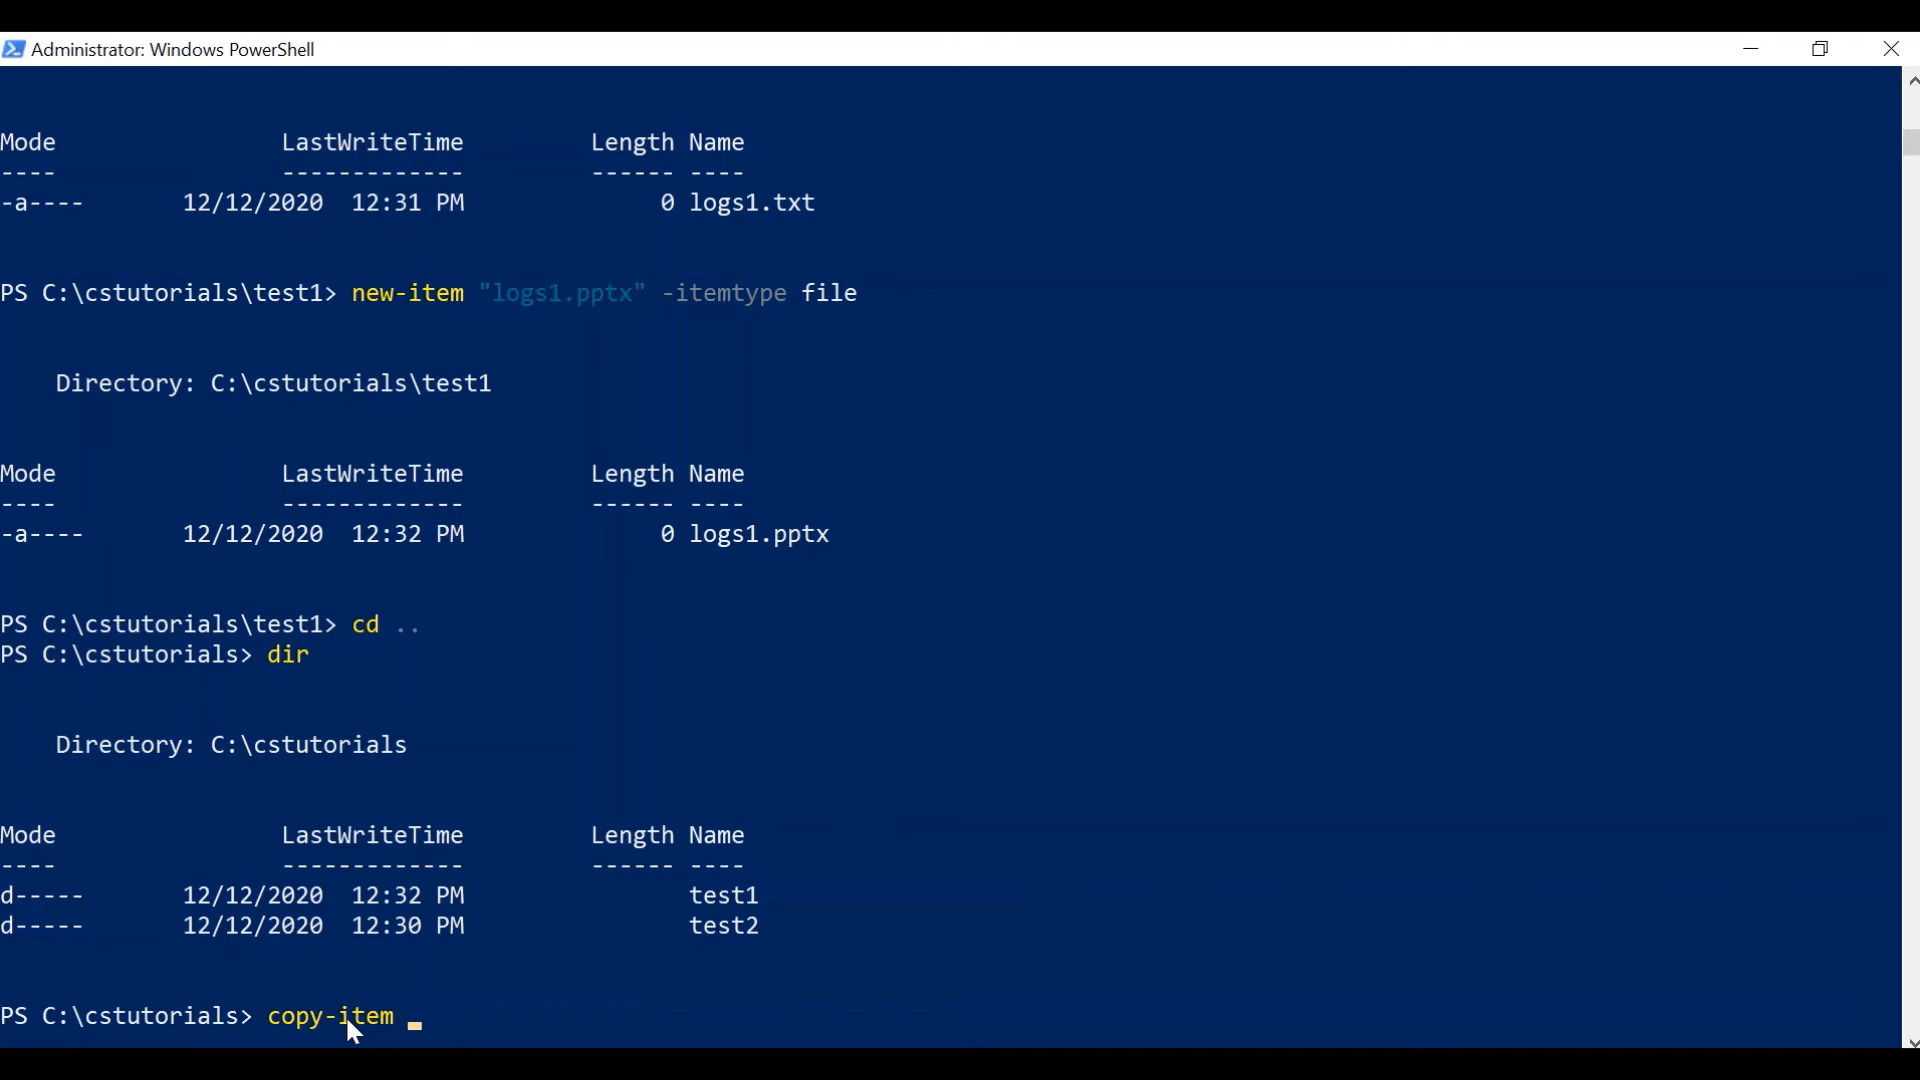 Administrator: Windows PowerShell
Mode LastWriteTime Length Name
---- ------------- ------ ----
-a---- 12/12/2020 12:31 PM 0 logs1.txt
PS C:\cstutorials\test1> new-item "logs1.pptx" -itemtype file
Directory: C:\cstutorials\test1
Mode LastWriteTime Length Name
---- ------------- ------ ----
-a---- 12/12/2020 12:32 PM 0 logs1.pptx
PS C:\cstutorials\test1> cd ..
PS C:\cstutorials> dir
Directory: C:\cstutorials
Mode LastWriteTime Length Name
---- ------------- ------ ----
d----- 12/12/2020 12:32 PM test1
d----- 12/12/2020 12:30 PM test2
PS C:\cstutorials> copy-item